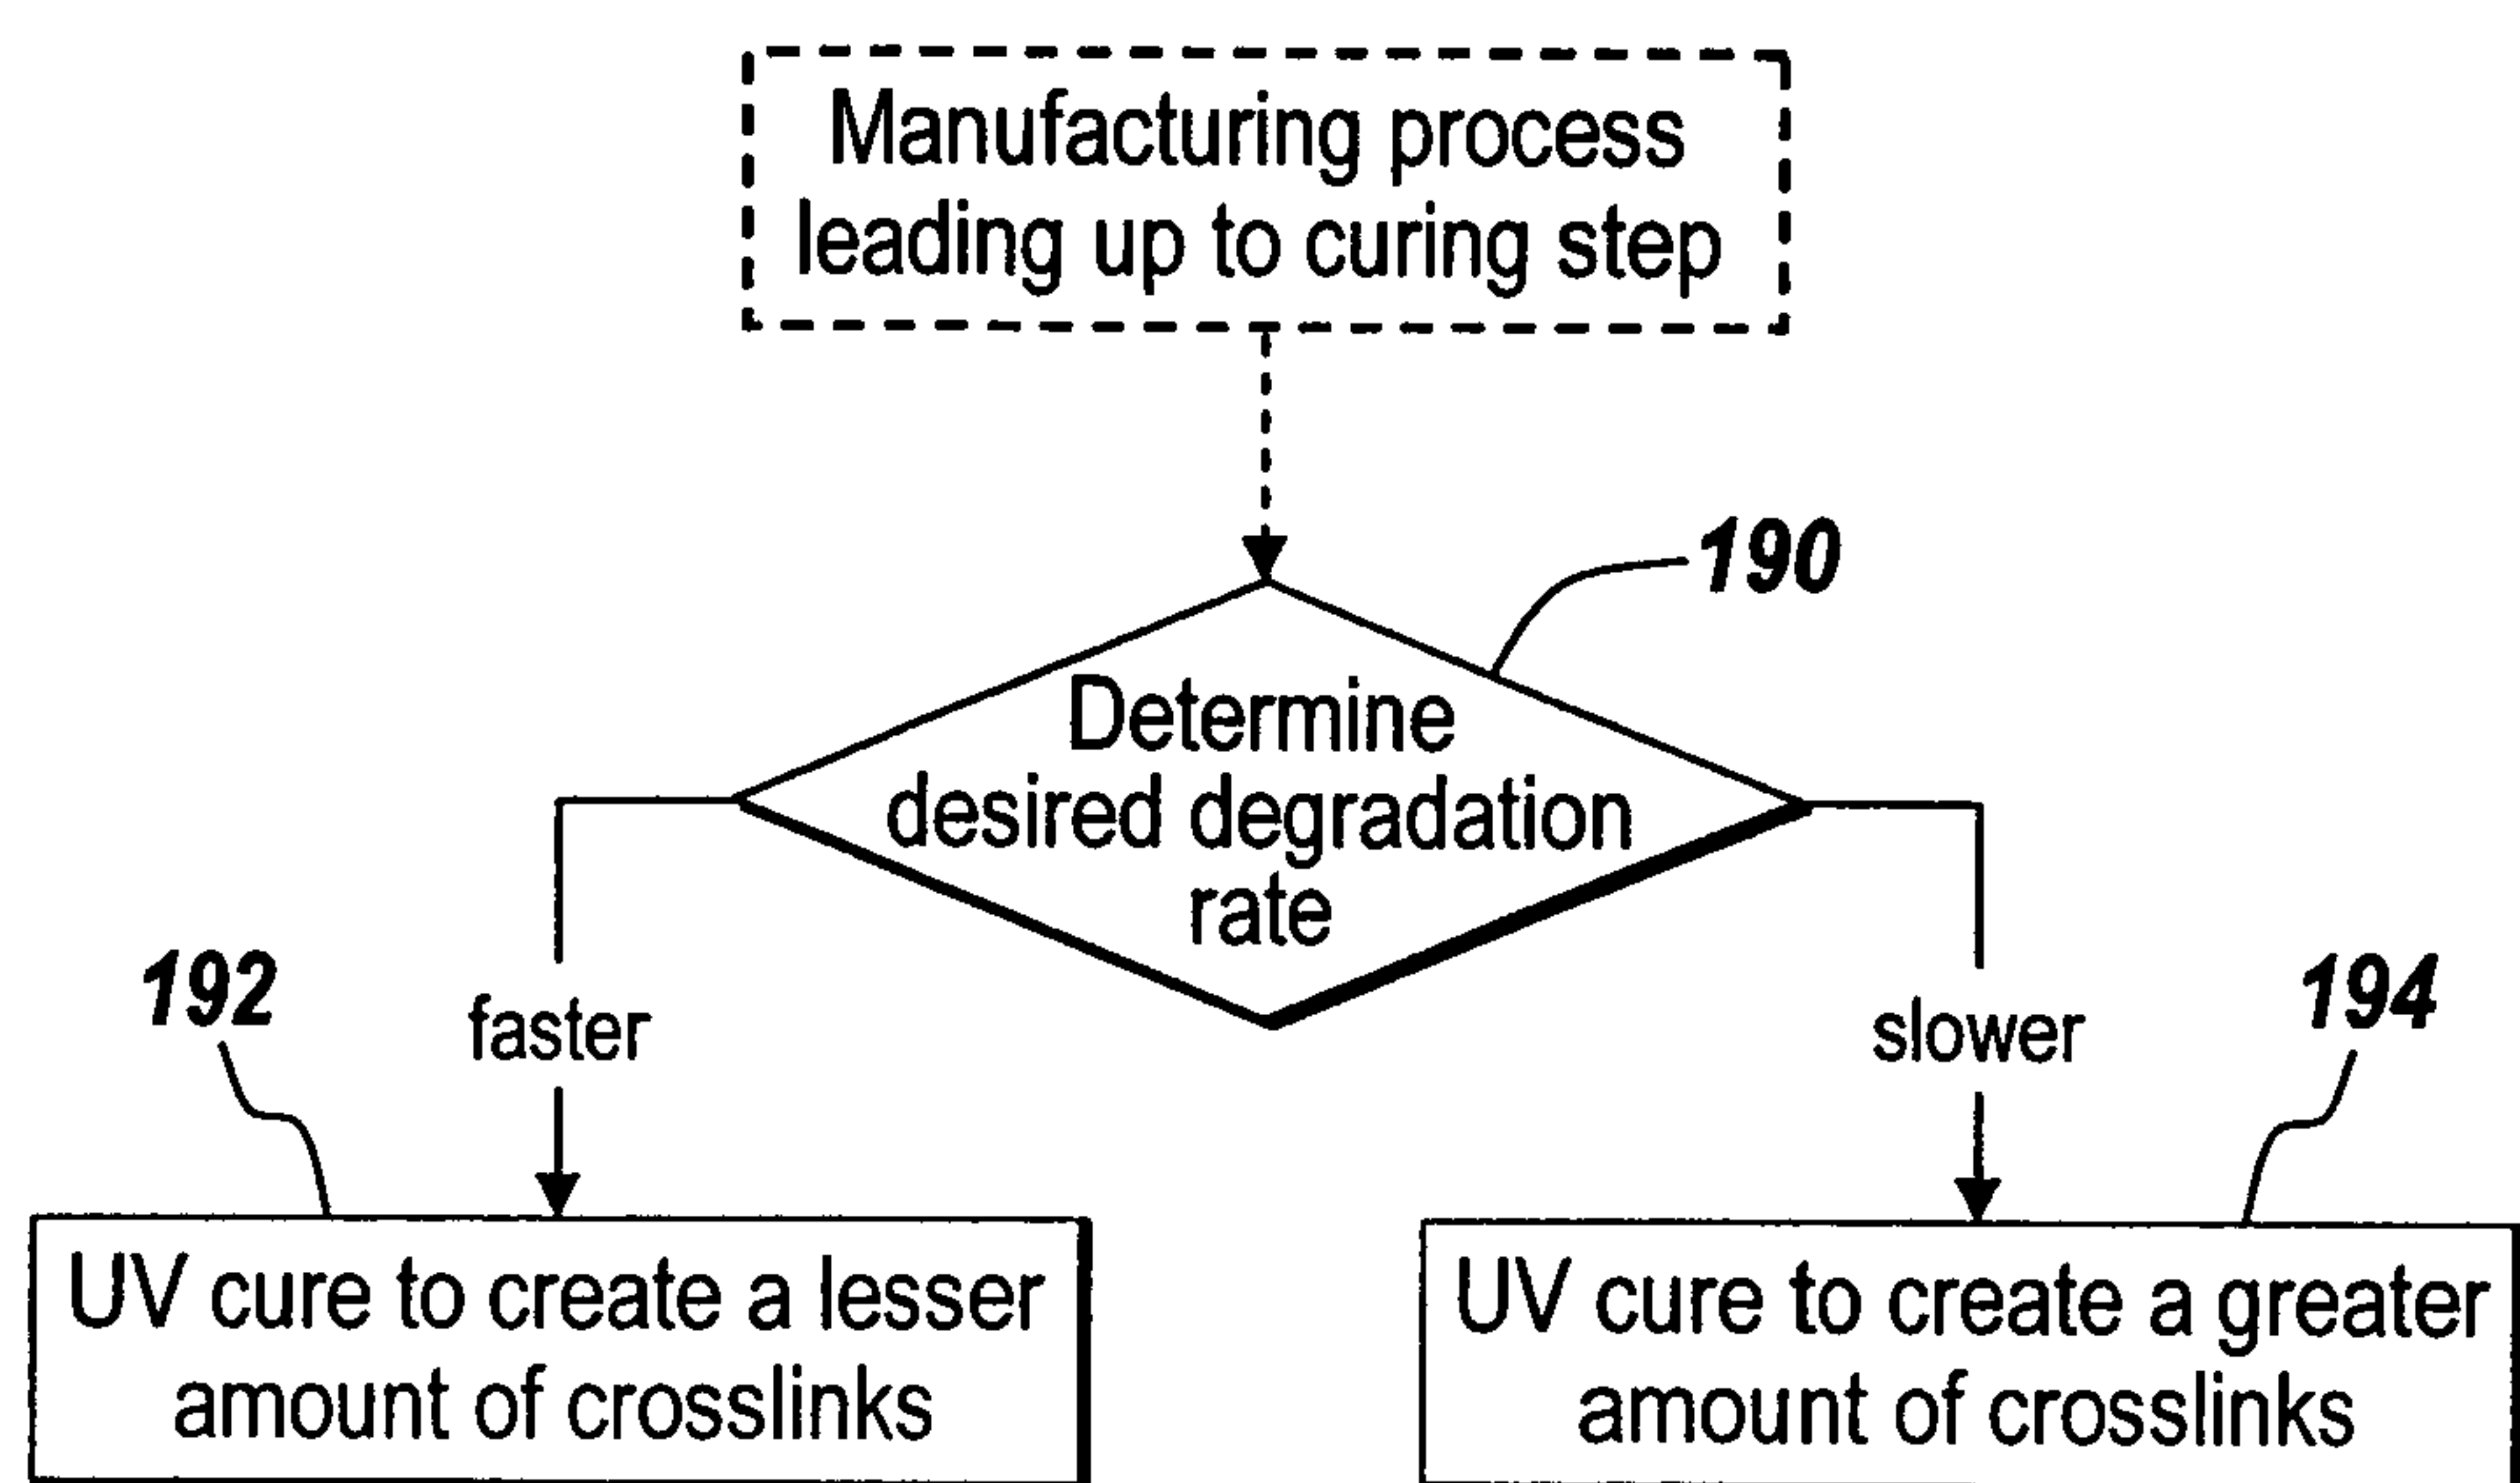 Manufacturing process
leading up to curing step
190
Determine
desired degradation
rate
192
faster
slower
194
UV cure to create a lesser
amount of crosslinks
UV cure to create a greater
amount of crosslinks